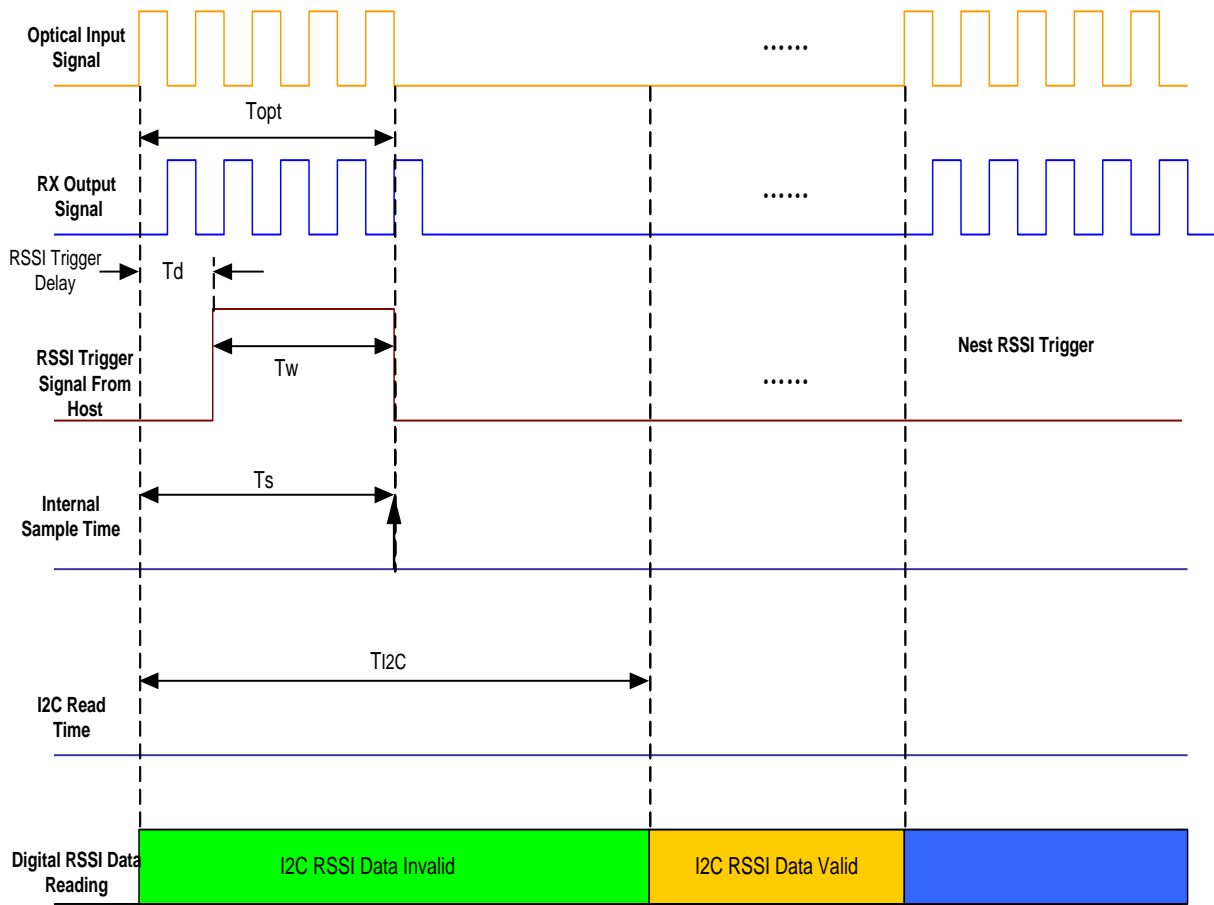 Optical Input
Signal
……
Topt
RX Output
Signal
……
RSSI Trigger
Delay
Td
RSSI Trigger
Signal From
Host
Tw
……
Nest RSSI Trigger
Internal
Sample Time
Ts
I2C Read
Time
TI2C
Digital RSSI Data
Reading
I2C RSSI Data Invalid
I2C RSSI Data Valid